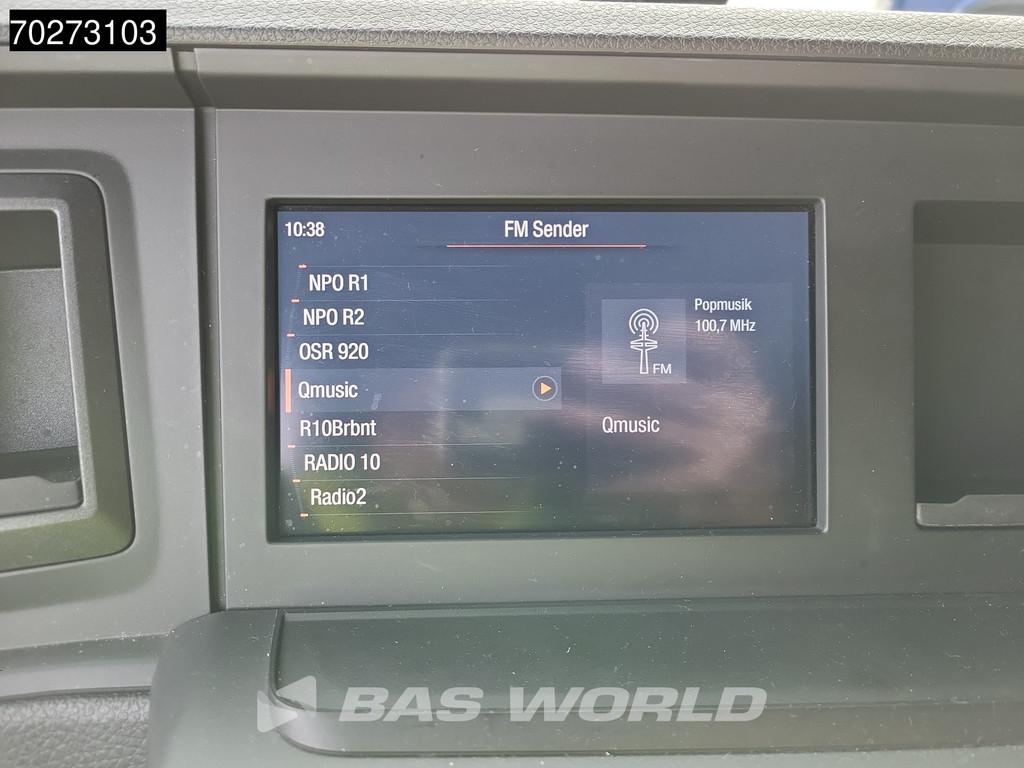 70273103
10:38
FM Sender
NPO R1
NPO R2
OSR 920
Qmusic
R10Brbnt
RADIO 10
Radio2
Popmusik
100,7 MHz
FM
Qmusic
BAS WORLD